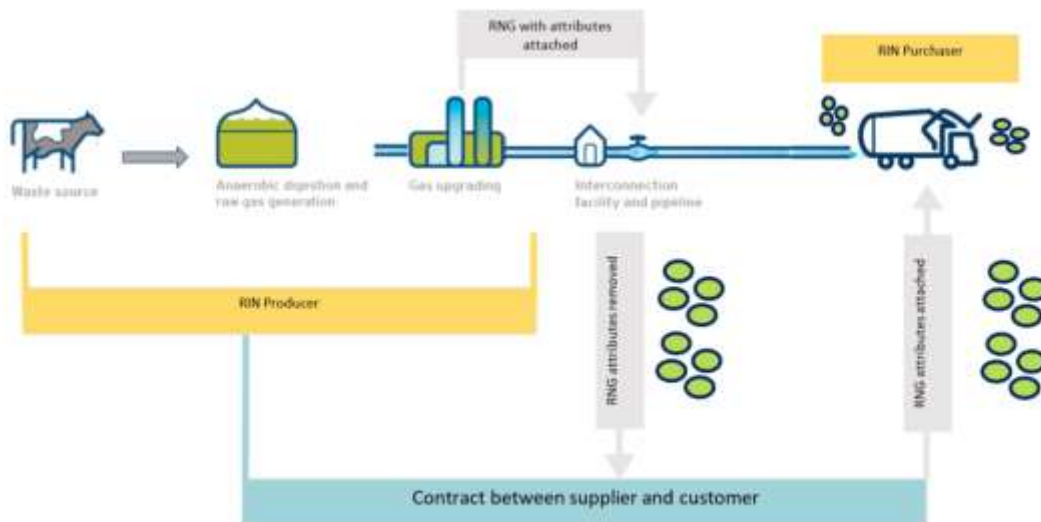 RNG with attributes
attached
RIN Purchaser
Waste source
Anaerobic digestion and
raw gas generation
Gas upgrading
Interconnection
facility and pipeline
RIN Producer
RNG attributes removed
RNG attributes attached
Contract between supplier and customer